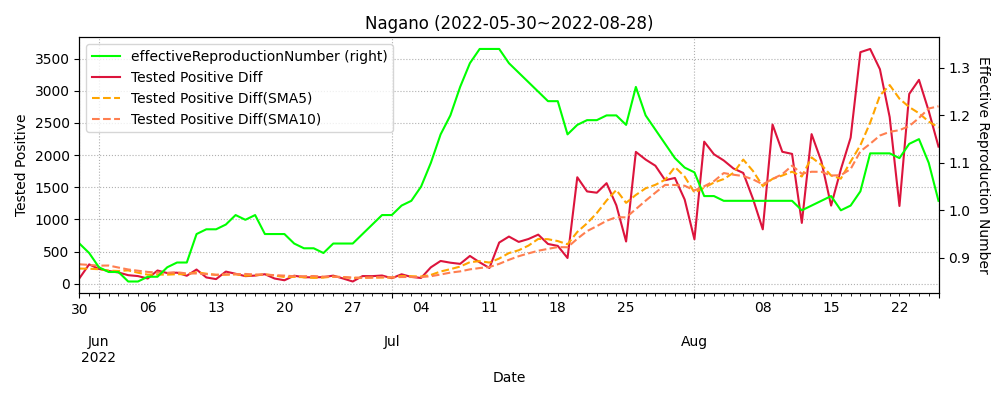 Nagano (2022-05-30~2022-08-28)
effectiveReproductionNumber (right)
Tested Positive Diff
Tested Positive Diff(SMA5)
Tested Positive Diff(SMA10)
Tested Positive
3500
3000
2500
2000
1500
1000
500
0
Effective Reproduction Number
1.3
1.2
1.1
1.0
0.9
30 06 13 20 27 04 11 18 25 08 15 22
Jun Jul Aug
2022
Date